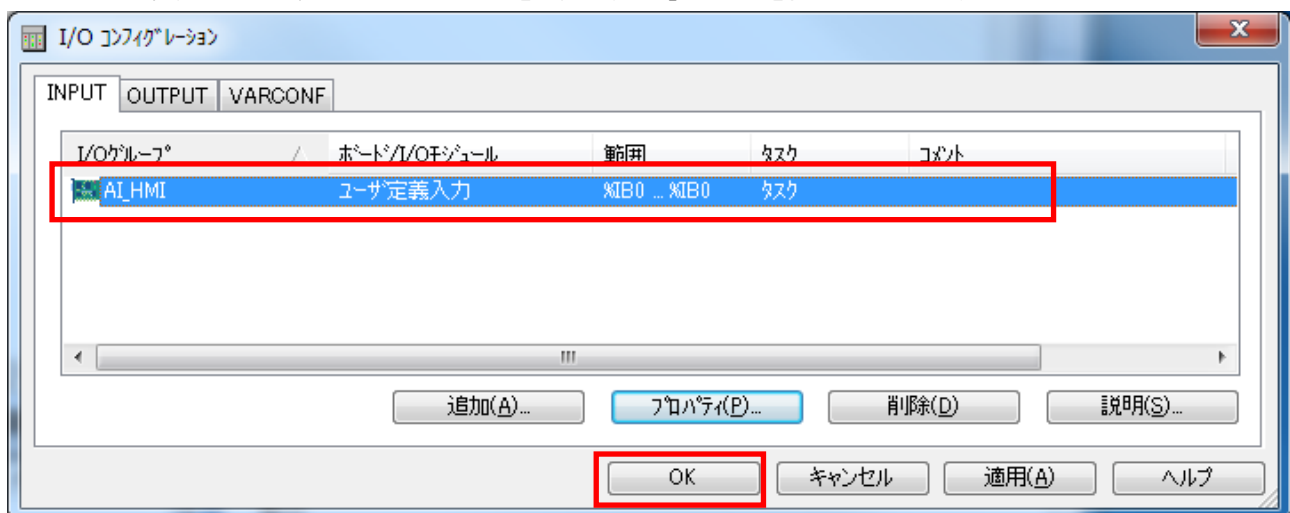 I/O ｺﾝﾌｨｸﾞﾚｰｼｮﾝ
INPUT OUTPUT VARCONF
I/Oｸﾞﾙｰﾌﾟ ﾎﾞｰﾄﾞ/I/Oﾓｼﾞｭｰﾙ 範囲 ﾀｽｸ ｺﾒﾝﾄ
AI_HMI ﾕｰｻﾞ定義入力 %IB0 ... %IB0 ﾀｽｸ
追加(A)... ﾌﾟﾛﾊﾟﾃｨ(P)... 削除(D) 説明(S)...
OK キャンセル 適用(A) ヘルプ